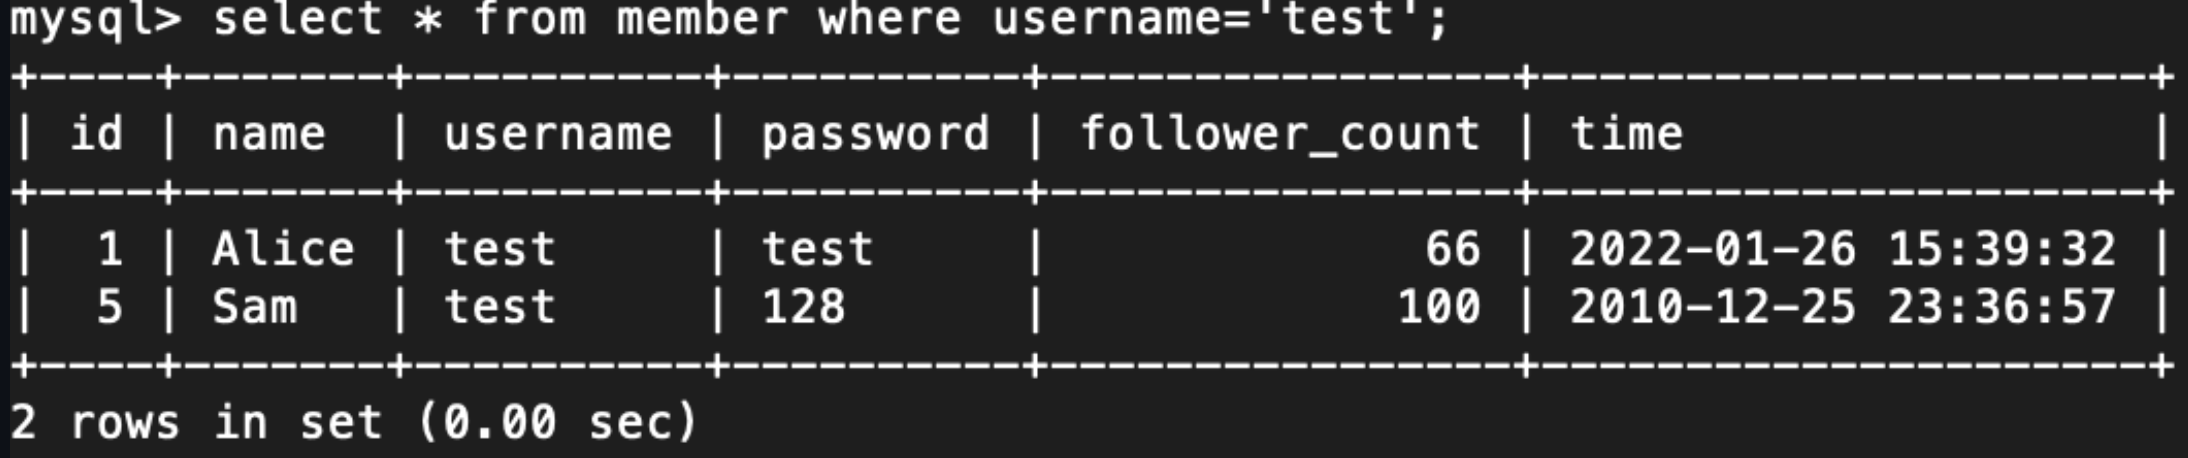 mysql> select * from member where username='test';
+----+-------+----------+----------+----------------+---------------------+
| id | name  | username | password | follower_count | time                |
+----+-------+----------+----------+----------------+---------------------+
|  1 | Alice | test     | test     |             66 | 2022-01-26 15:39:32 |
|  5 | Sam   | test     | 128      |            100 | 2010-12-25 23:36:57 |
+----+-------+----------+----------+----------------+---------------------+
2 rows in set (0.00 sec)